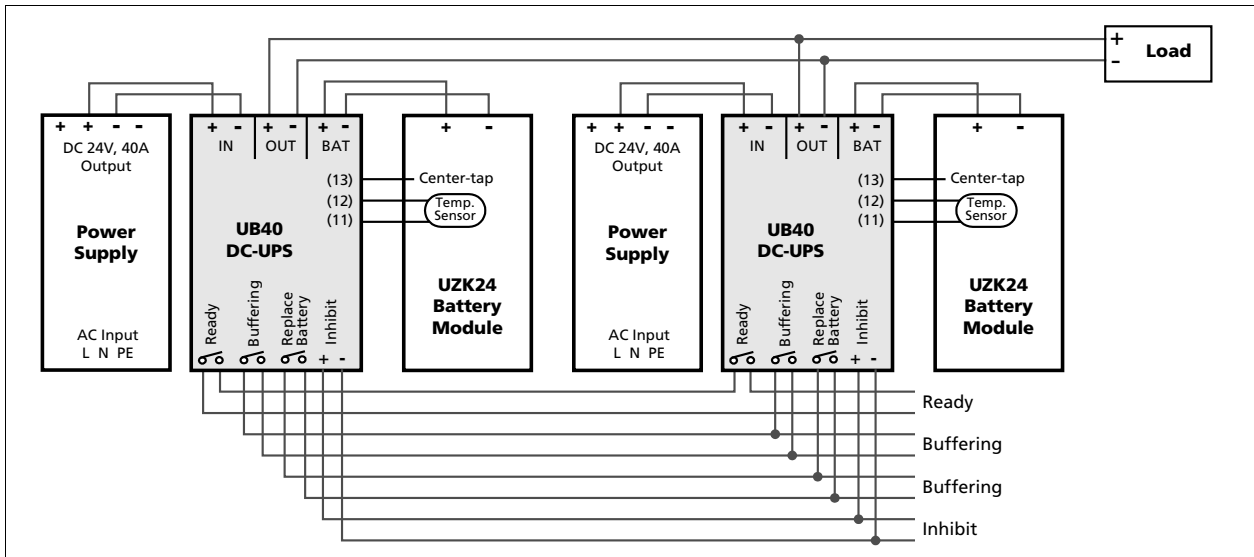 +
-
Load
+ + - -
DC 24V, 40A
Output
Power
Supply
AC Input
L N PE
+ - + - + -
IN OUT BAT
(13)
(12)
(11)
UB40
DC-UPS
Ready
Buffering
Replace
Battery
Inhibit
+ -
+ -
Center-tap
Temp.
Sensor
UZK24
Battery
Module
+ + - -
DC 24V, 40A
Output
Power
Supply
AC Input
L N PE
+ - + - + -
IN OUT BAT
(13)
(12)
(11)
UB40
DC-UPS
Ready
Buffering
Replace
Battery
Inhibit
+ -
+ -
Center-tap
Temp.
Sensor
UZK24
Battery
Module
Ready
Buffering
Buffering
Inhibit